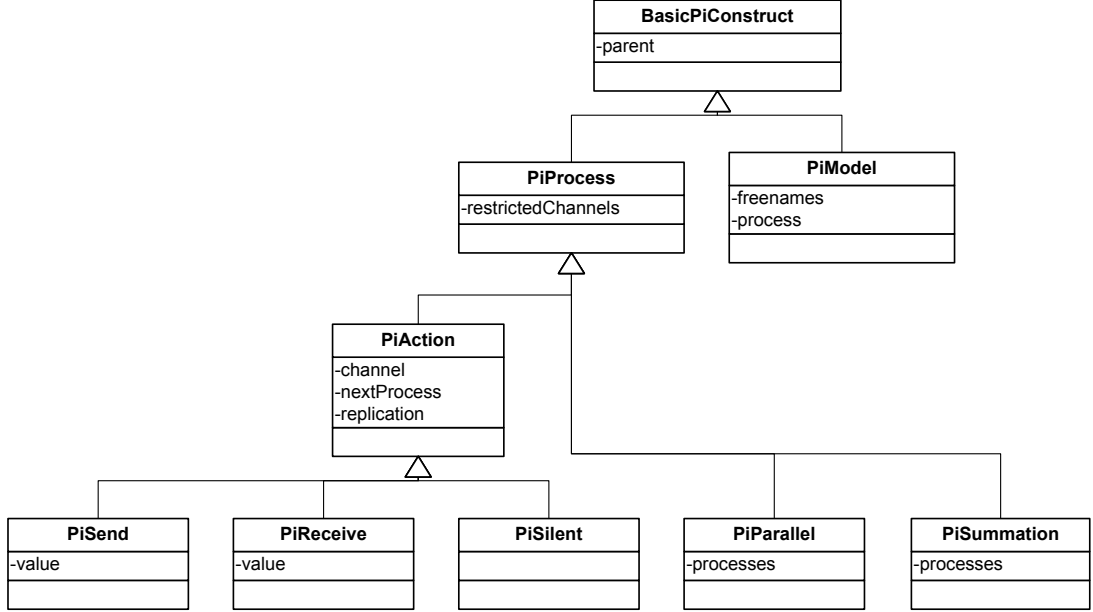 BasicPiConstruct
-parent
PiProcess
-restrictedChannels
PiModel
-freenames
-process
PiAction
-channel
-nextProcess
-replication
PiSend
-value
PiReceive
-value
PiSilent
PiParallel
-processes
PiSummation
-processes